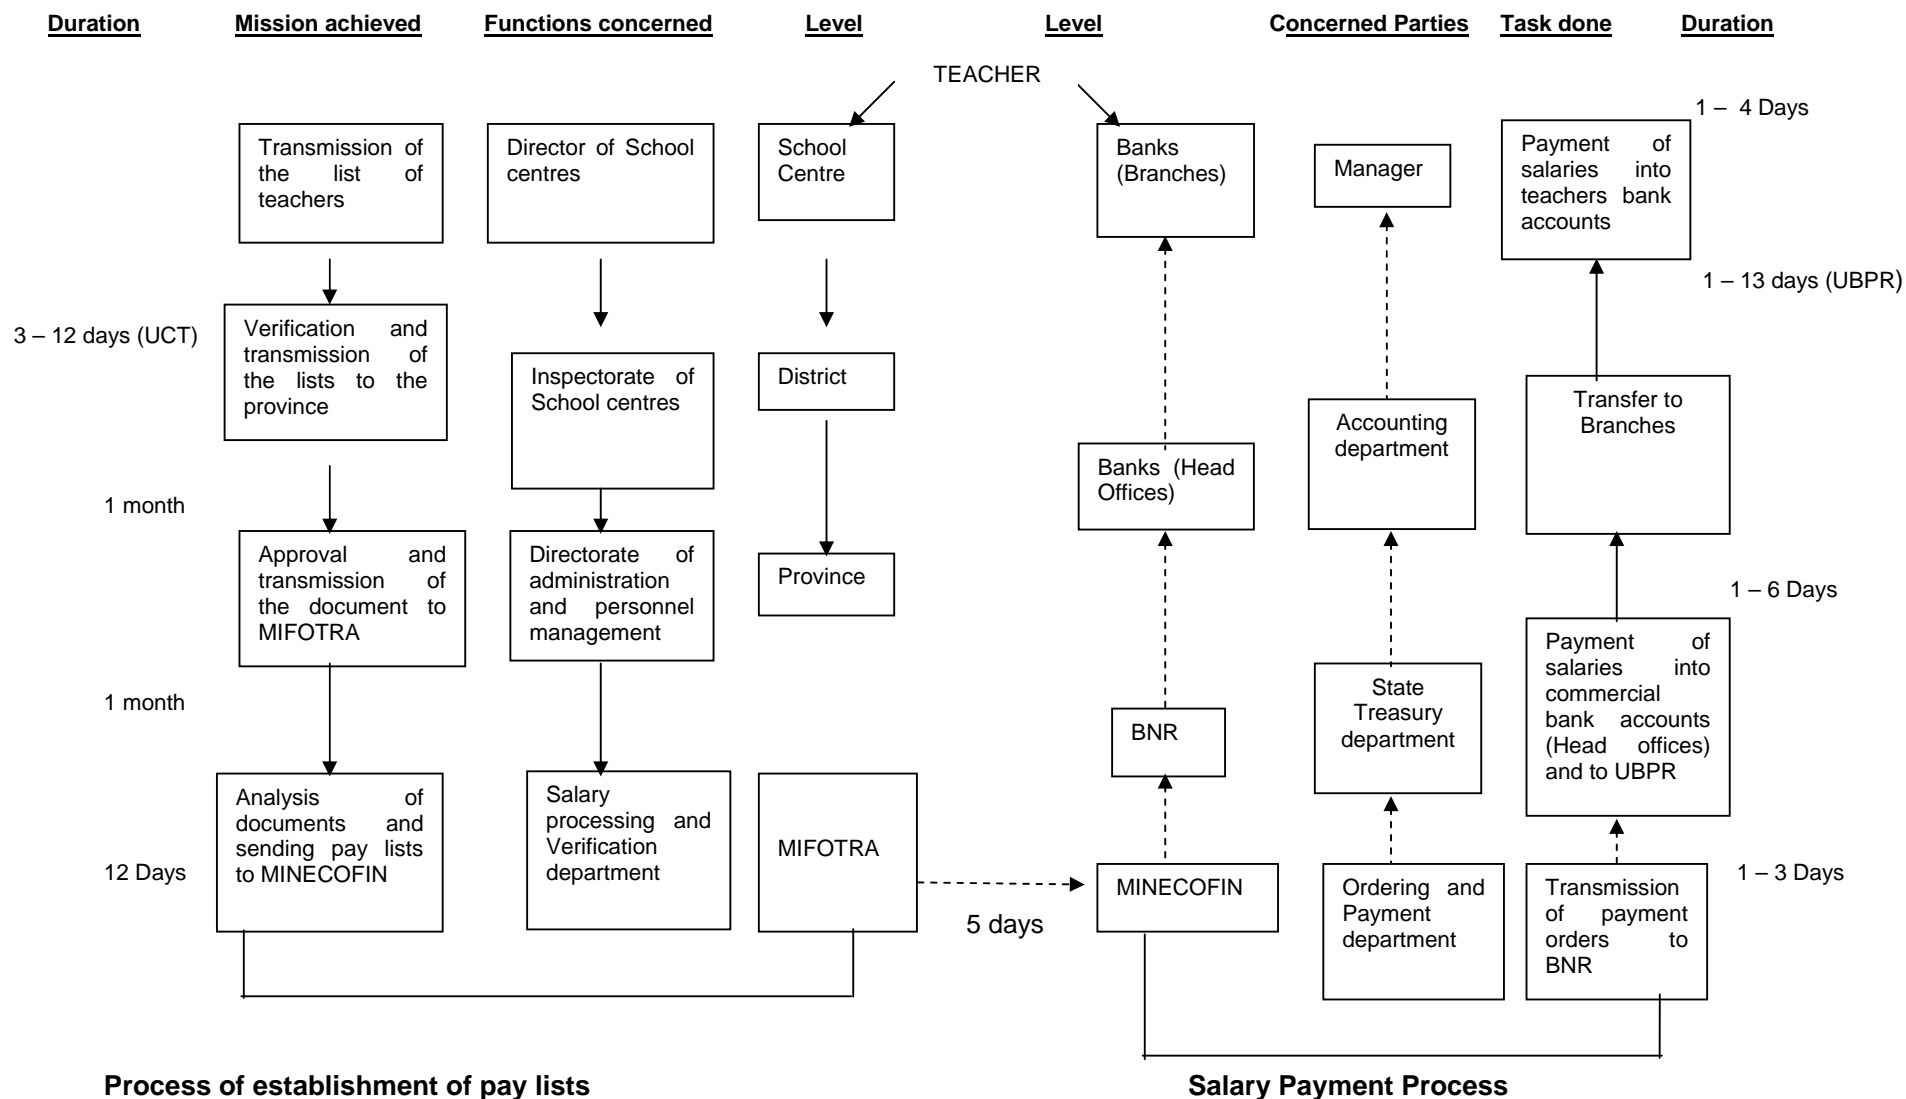 Duration Mission achieved Functions concerned Level Level Concerned Parties Task done Duration
TEACHER
1 – 4 Days
Transmission of
the list of
teachers
Director of School
centres
School
Centre
Banks
(Branches)
Manager
Payment of
salaries into
teachers bank
accounts
1 – 13 days (UBPR)
3 – 12 days (UCT)
Verification and
transmission of
the lists to the
province
Inspectorate of
School centres
District
Accounting
department
Transfer to
Branches
Banks (Head
Offices)
1 month
Approval and
transmission of
the document to
MIFOTRA
Directorate of
administration
and personnel
management
Province
1 – 6 Days
Payment of
salaries into
commercial
bank accounts
(Head offices)
and to UBPR
State
Treasury
department
BNR
1 month
Analysis of
documents and
sending pay lists
to MINECOFIN
Salary
processing and
Verification
department
MIFOTRA
12 Days
5 days
MINECOFIN
Ordering and
Payment
department
Transmission
of payment
orders to
BNR
1 – 3 Days
Process of establishment of pay lists
Salary Payment Process